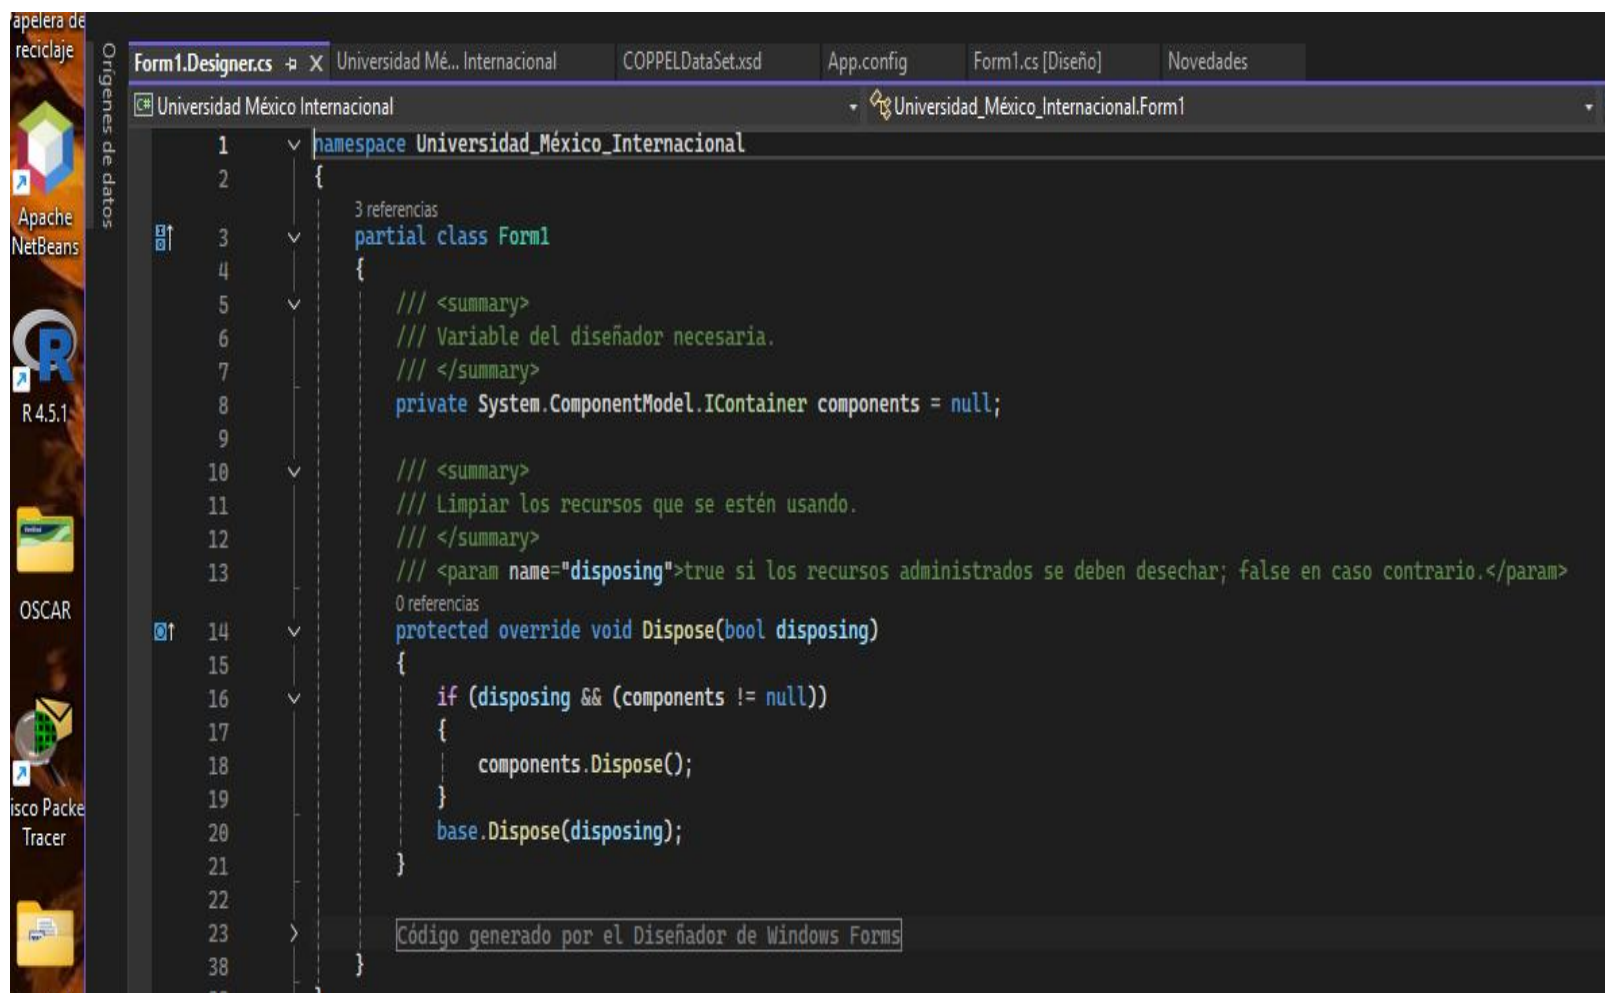 apelera de
reciclaje
Apache
NetBeans
R 4.5.1
OSCAR
isco Packe
Tracer
Orígenes de datos
Form1.Designer.cs Universidad Mé... Internacional COPPELDataSet.xsd App.config Form1.cs [Diseño] Novedades
C# Universidad México Internacional Universidad_México_Internacional.Form1
1 namespace Universidad_México_Internacional
2 {
3 referencias
3 partial class Form1
4 {
5 /// <summary>
6 /// Variable del diseñador necesaria.
7 /// </summary>
8 private System.ComponentModel.IContainer components = null;
9
10 /// <summary>
11 /// Limpiar los recursos que se estén usando.
12 /// </summary>
13 /// <param name="disposing">true si los recursos administrados se deben desechar; false en caso contrario.</param>
0 referencias
14 protected override void Dispose(bool disposing)
15 {
16 if (disposing && (components != null))
17 {
18 components.Dispose();
19 }
20 base.Dispose(disposing);
21 }
22
23 Código generado por el Diseñador de Windows Forms
38 }